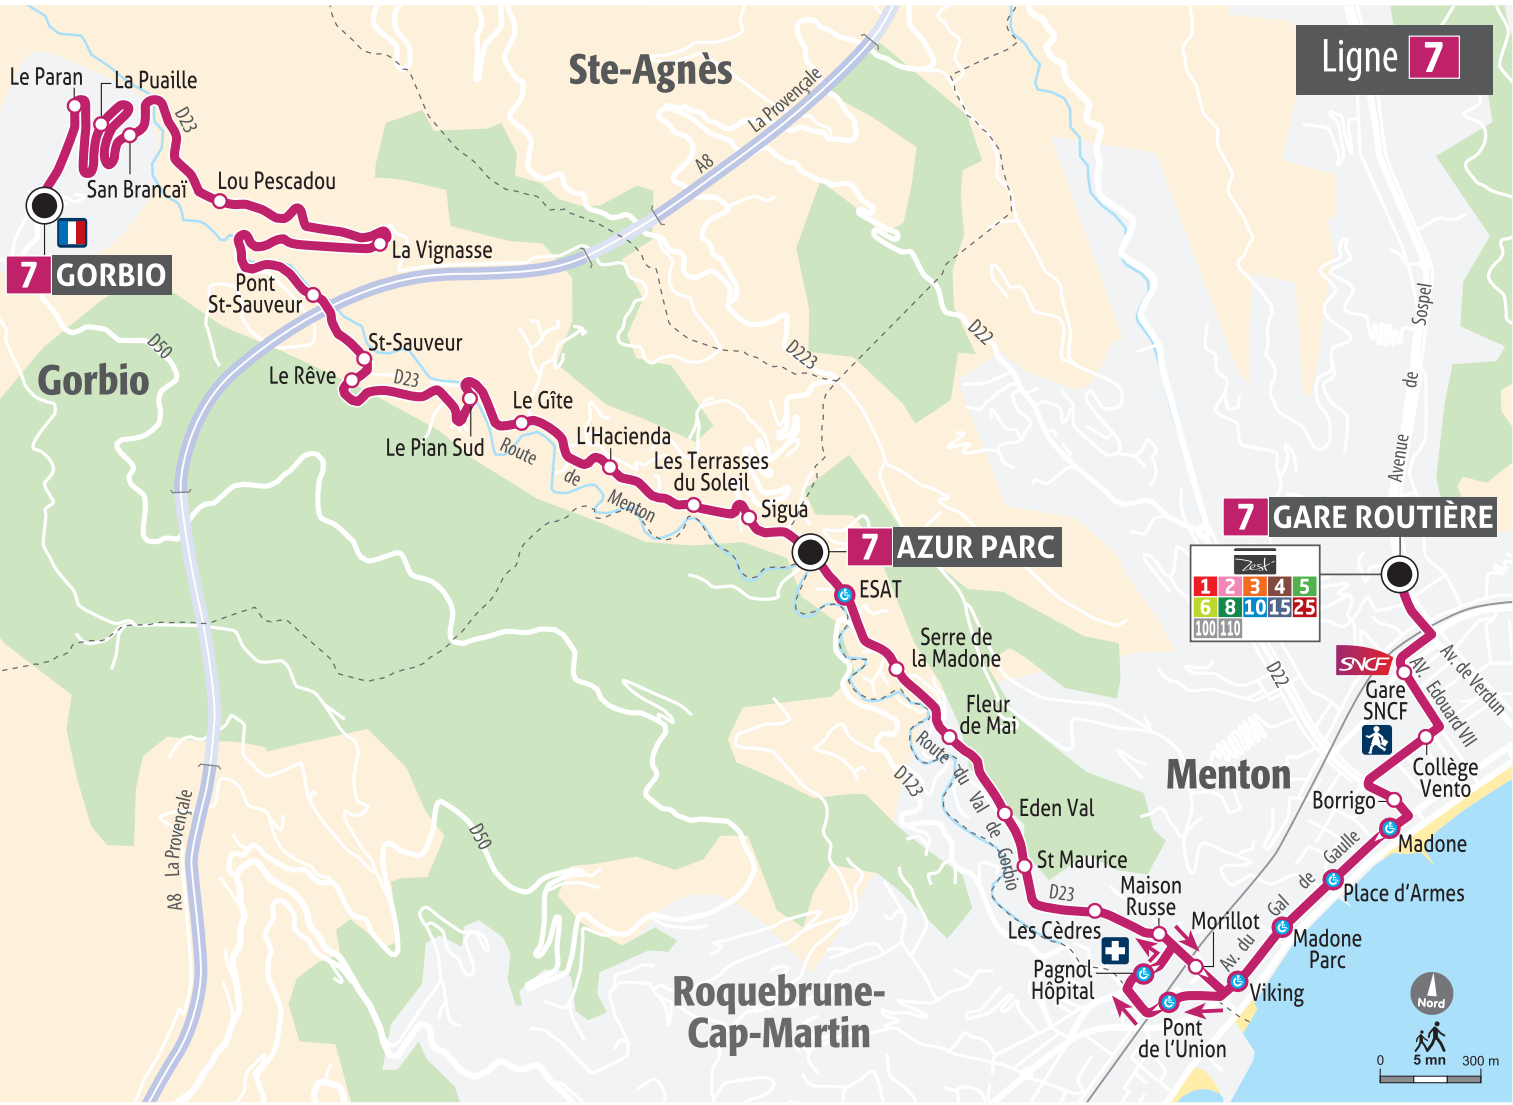 Ligne 7
Ste-Agnès
La Provençale
A8
Le Paran
La Puaille
D23
San Brancaï
Lou Pescadou
La Vignasse
7 GORBIO
Pont
St-Sauveur
St-Sauveur
D50
Gorbio
Le Rêve
D23
Le Pian Sud
Le Gîte
L'Hacienda
Route
de
Menton
Les Terrasses
du Soleil
Sigua
D223
D22
Avenue
de
Sospel
7 AZUR PARC
7 GARE ROUTIÈRE
Zest
1 2 3 4 5
6 8 10 15 25
100 110
ESAT
Serre de
la Madone
Fleur
de Mai
Route du Val de Gorbio
D123
Eden Val
St Maurice
D23
Les Cèdres
Maison
Russe
Morillot
Pagnol
Hôpital
Pont
de l'Union
Viking
Madone
Parc
Place d'Armes
Madone
Av. du Gal de Gaulle
Borrigo
Collège
Vento
SNCF
Gare
SNCF
AV. Edouard VII
Av. de Verdun
D22
Menton
A8 La Provençale
D50
Roquebrune-
Cap-Martin
Nord
0 5 mn 300 m